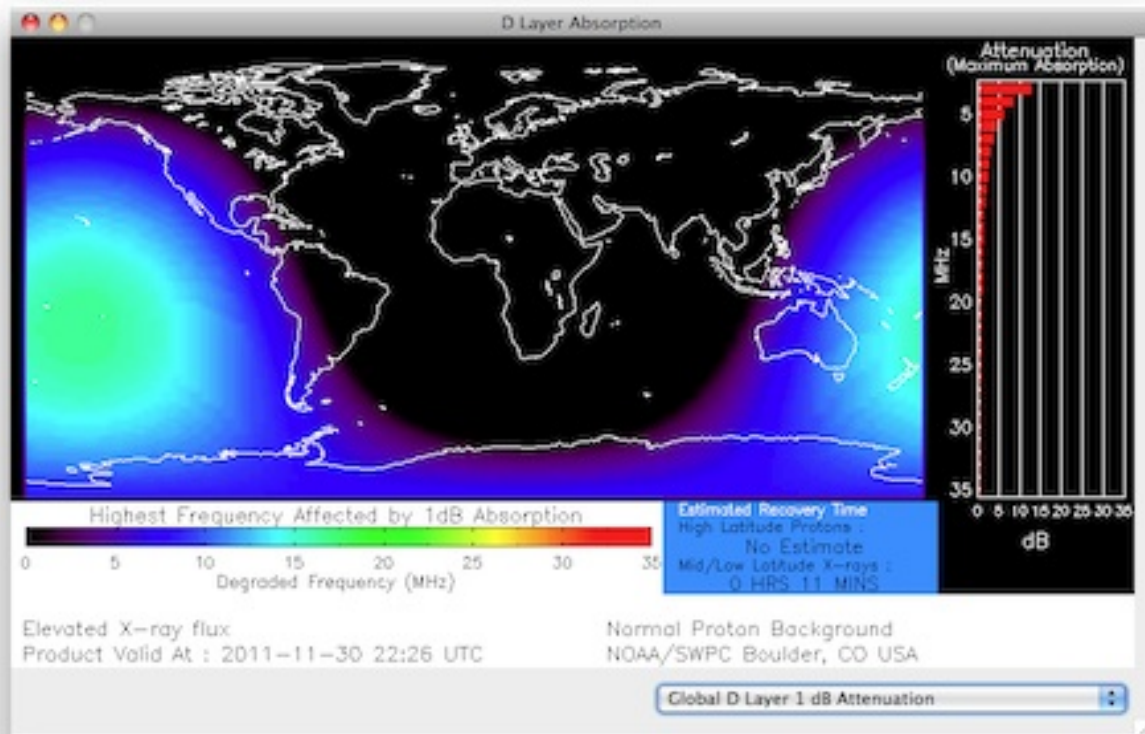 D Layer Absorption
Attenuation
(Maximum Absorption)
5
10
15
20
25
30
35
MHz
0 5 10 15 20 25 30 35
dB
Highest Frequency Affected by 1dB Absorption
0 5 10 15 20 25 30 35
Degraded Frequency (MHz)
Estimated Recovery Time
High Latitude Protons :
No Estimate
Mid/Low Latitude X-rays :
0 HRS 11 MINS
Elevated X-ray flux
Product Valid At : 2011-11-30 22:26 UTC
Normal Proton Background
NOAA/SWPC Boulder, CO USA
Global D Layer 1 dB Attenuation